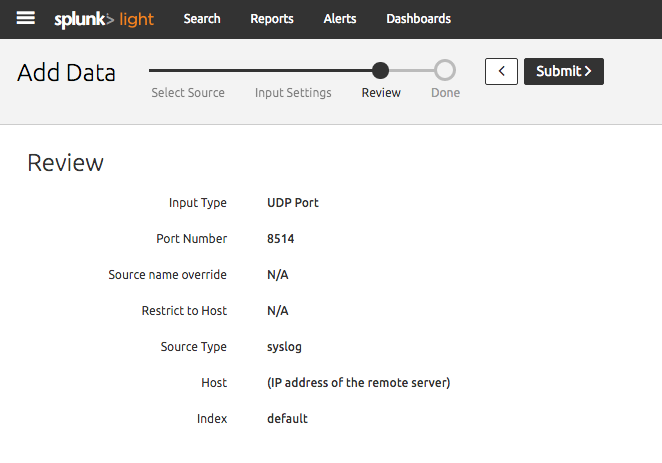 splunk> light Search Reports Alerts Dashboards
Add Data
Select Source Input Settings Review Done
< Submit >
Review
Input Type UDP Port
Port Number 8514
Source name override N/A
Restrict to Host N/A
Source Type syslog
Host (IP address of the remote server)
Index default